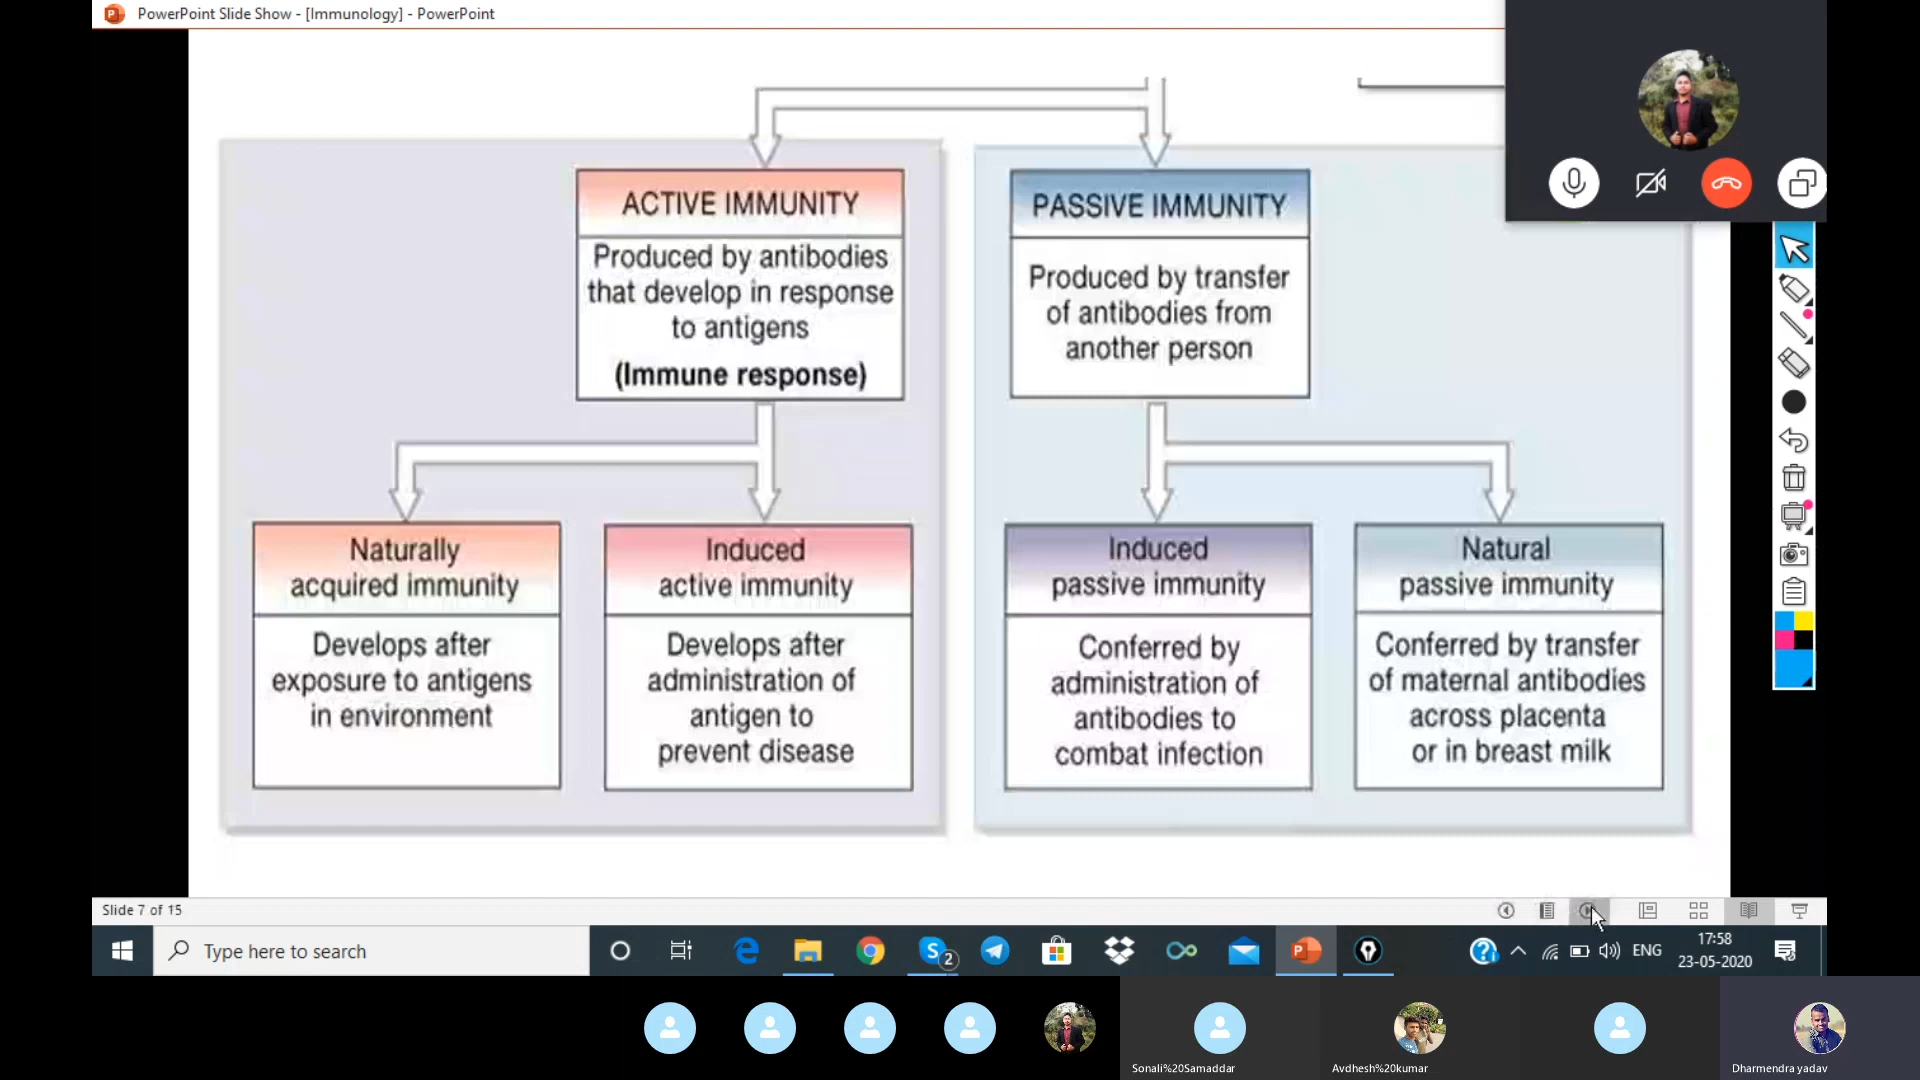 PowerPoint Slide Show - [Immunology] - PowerPoint
ACTIVE IMMUNITY
Produced by antibodies
that develop in response
to antigens
(Immune response)
PASSIVE IMMUNITY
Produced by transfer
of antibodies from
another person
Naturally
acquired immunity
Develops after
exposure to antigens
in environment
Induced
active immunity
Develops after
administration of
antigen to
prevent disease
Induced
passive immunity
Conferred by
administration of
antibodies to
combat infection
Natural
passive immunity
Conferred by transfer
of maternal antibodies
across placenta
or in breast milk
Slide 7 of 15
Type here to search
2
ENG
17:58
23-05-2020
Sonali%20Samaddar
Avdhesh%20kumar
Dharmendra yadav